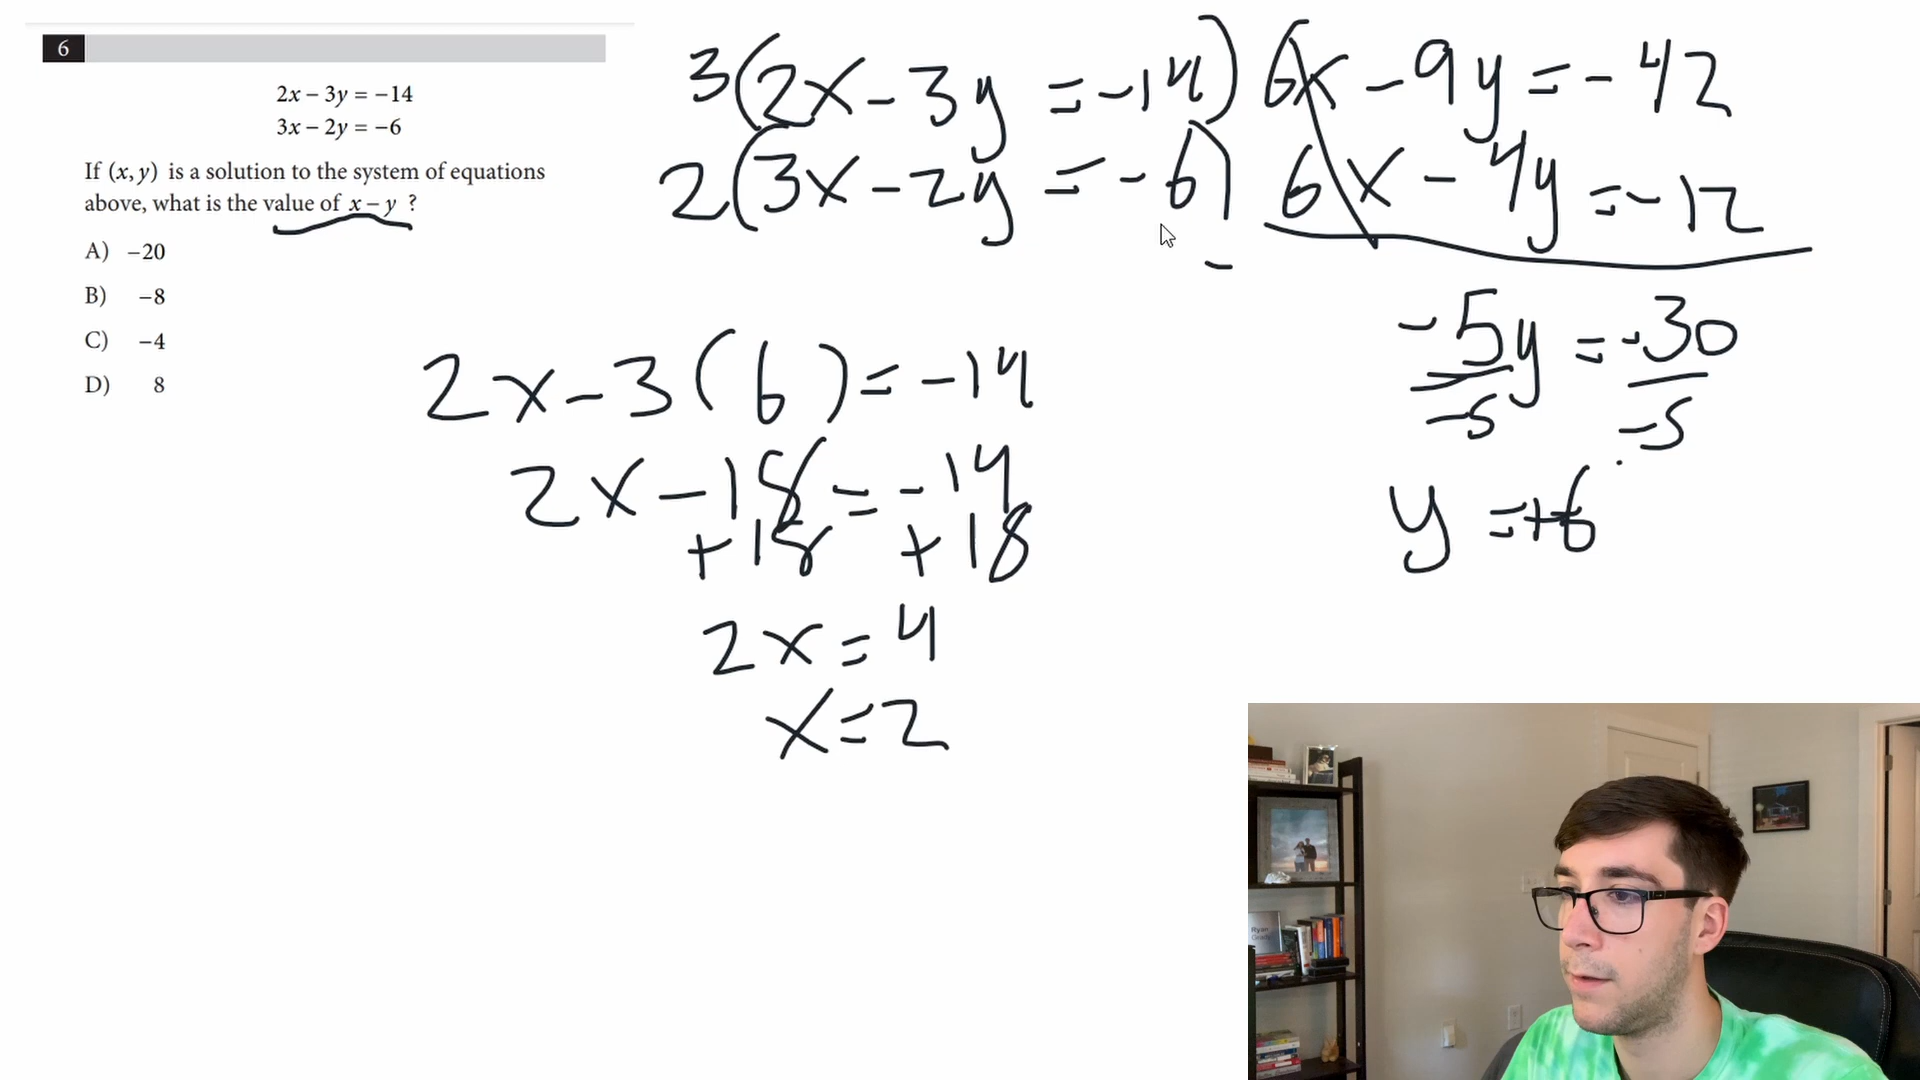 6
2x − 3y = −14
3x − 2y = −6
If (x, y) is a solution to the system of equations
above, what is the value of x − y ?
A) −20
B) −8
C) −4
D) 8
3(2x - 3y = -14)
2(3x - 2y = -6)
6x - 9y = - 42
6x - 4y = -12
-
-5y = -30
-5 -5
y = +6
2x - 3(6) = -14
2x - 18 = -14
+18 +18
2x = 4
x = 2
Ryan